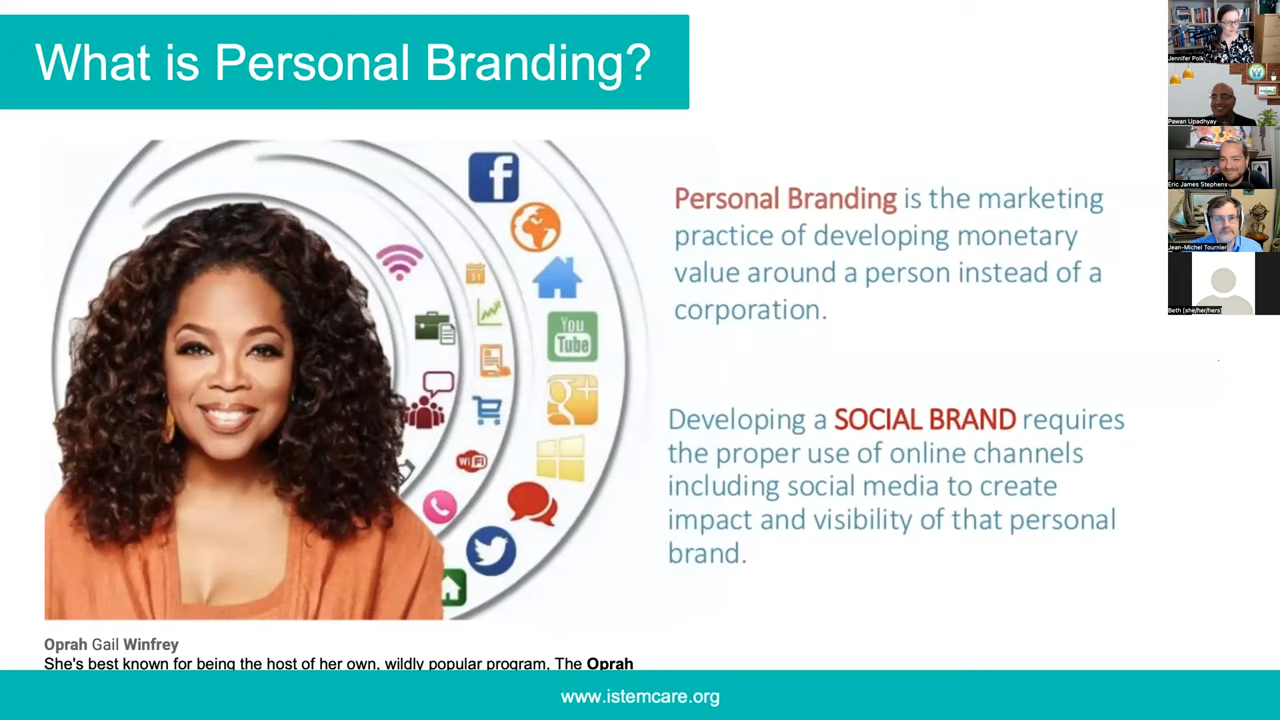 What is Personal Branding?
Personal Branding is the marketing
practice of developing monetary
value around a person instead of a
corporation.
Developing a SOCIAL BRAND requires
the proper use of online channels
including social media to create
impact and visibility of that personal
brand.
f
31
You
Tube
g+
WiFi
Oprah Gail Winfrey
She's best known for being the host of her own, wildly popular program, The Oprah
www.istemcare.org
Jennifer Polk
Pawan Upadhyay
Eric James Stephens
Jean-Michel Tournier
Beth (she/her/hers)